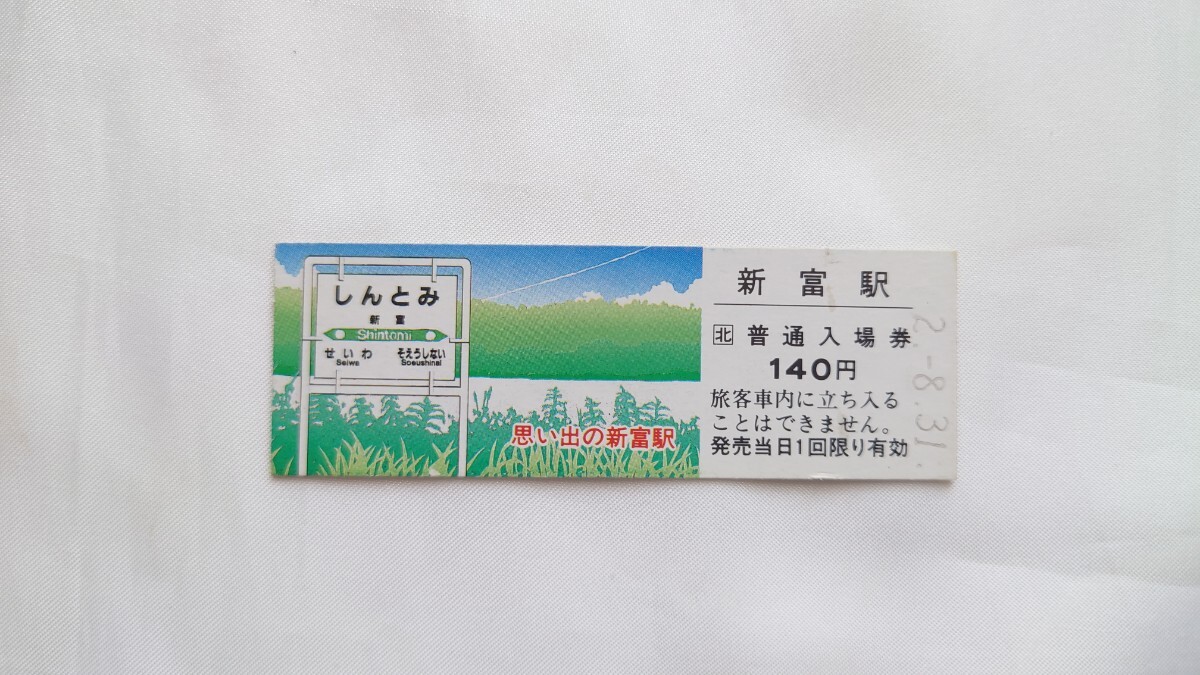 しんとみ
新富
Shintomi
せいわ そえうしない
Seiwa Soeushinai
思い出の新富駅
新富駅
北 普通入場券
140円
旅客車内に立ち入る
ことはできません。
発売当日1回限り有効
2.-8.31.